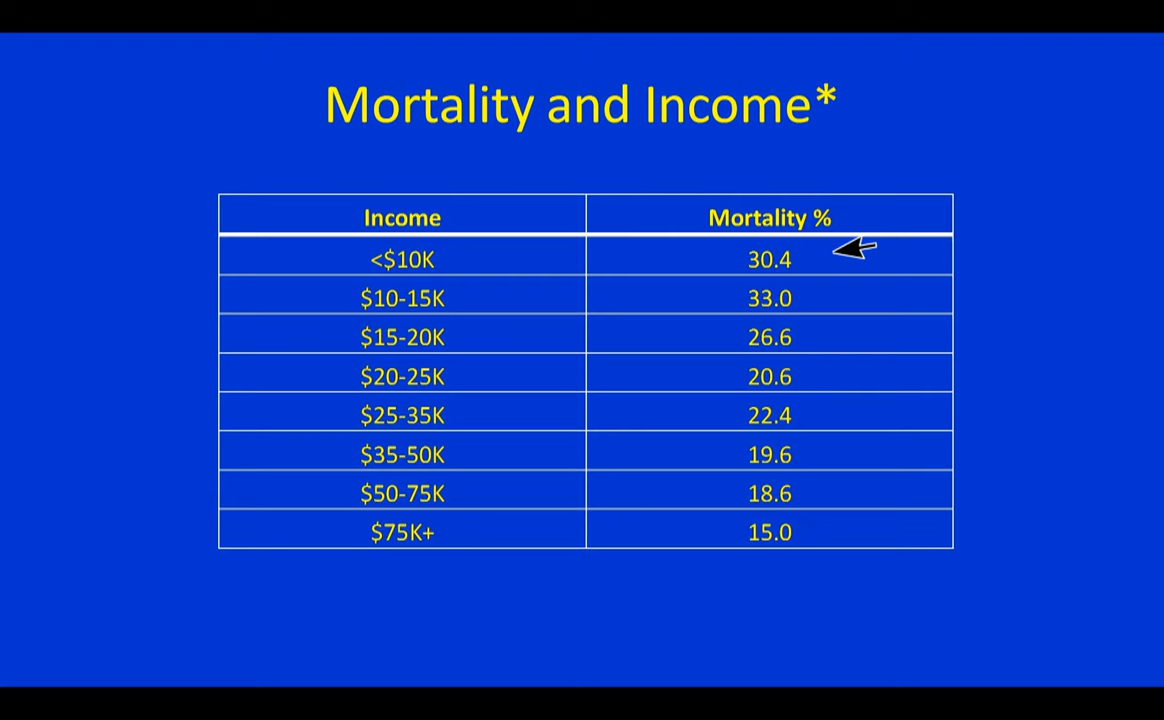 Mortality and Income*
Income Mortality %
<$10K 30.4
$10-15K 33.0
$15-20K 26.6
$20-25K 20.6
$25-35K 22.4
$35-50K 19.6
$50-75K 18.6
$75K+ 15.0